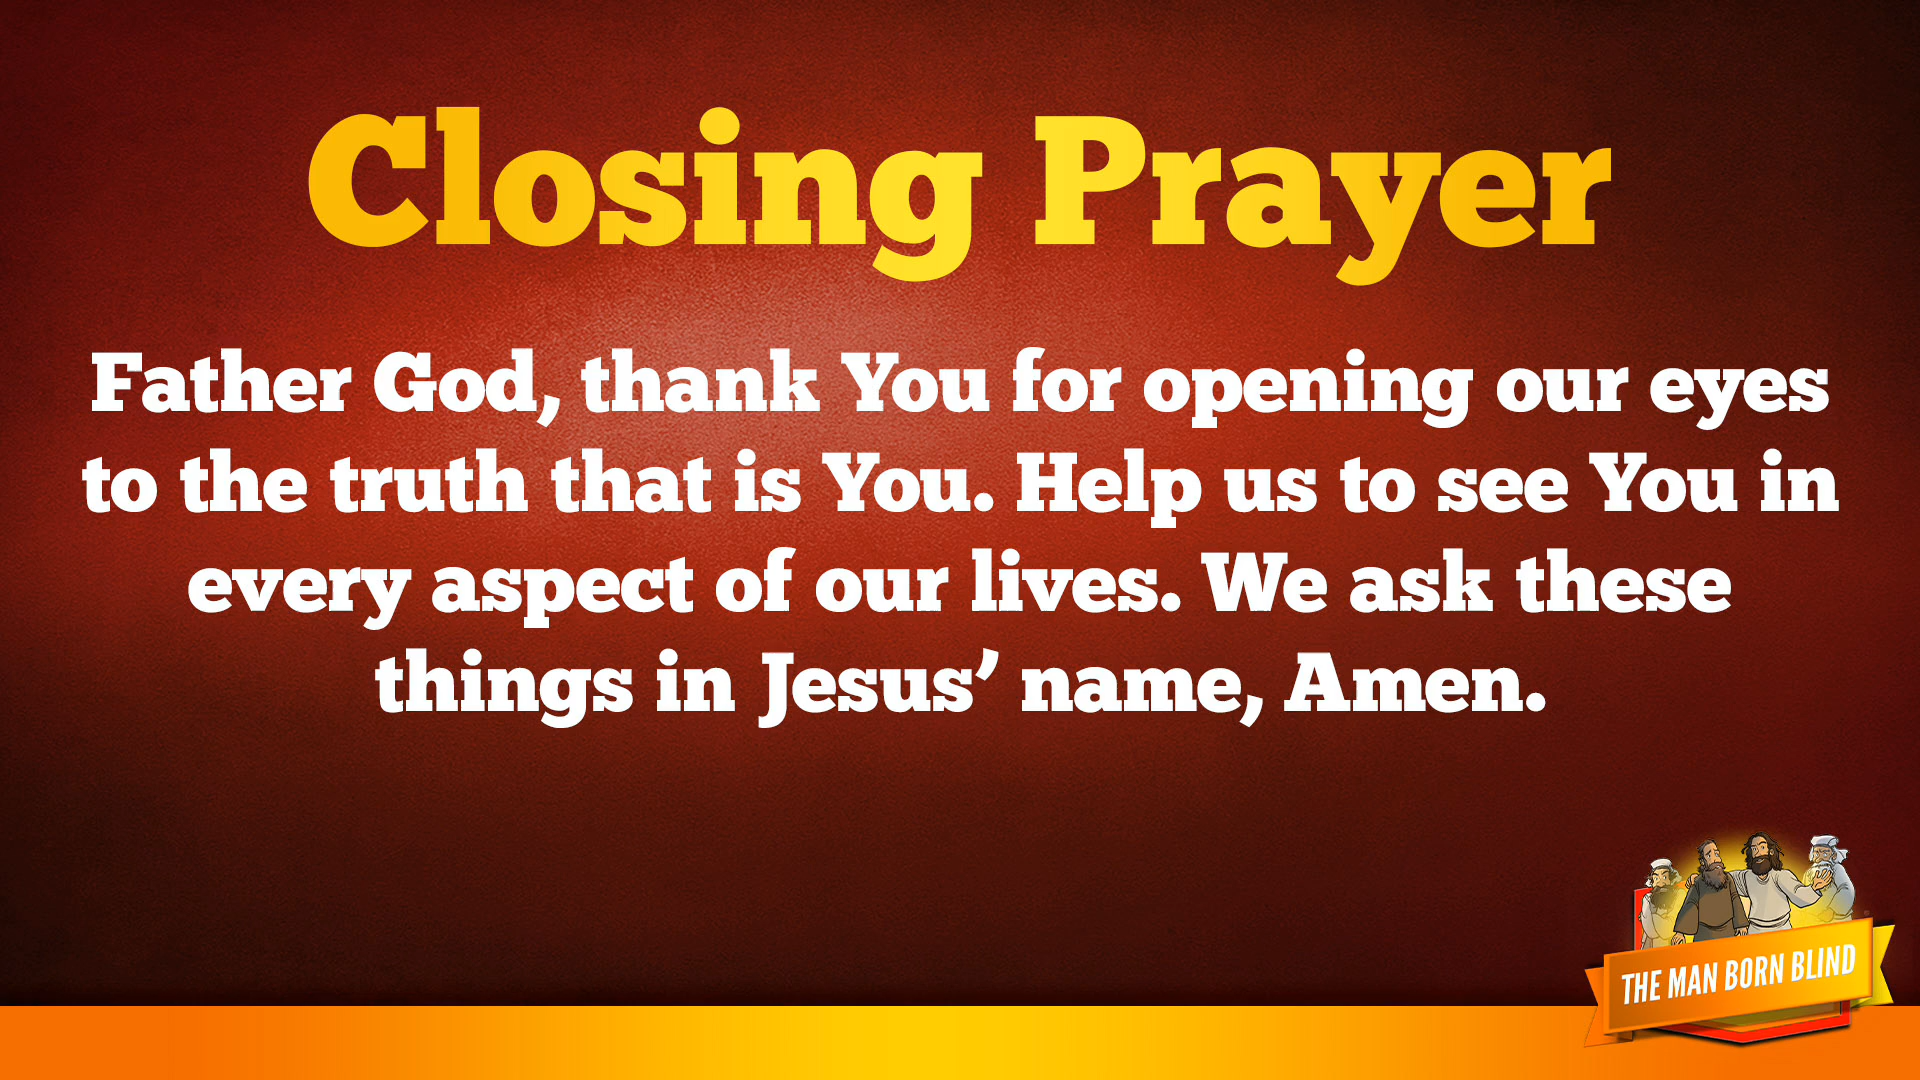 Closing Prayer
Father God, thank You for opening our eyes
to the truth that is You. Help us to see You in
every aspect of our lives. We ask these
things in Jesus’ name, Amen.
THE MAN BORN BLIND